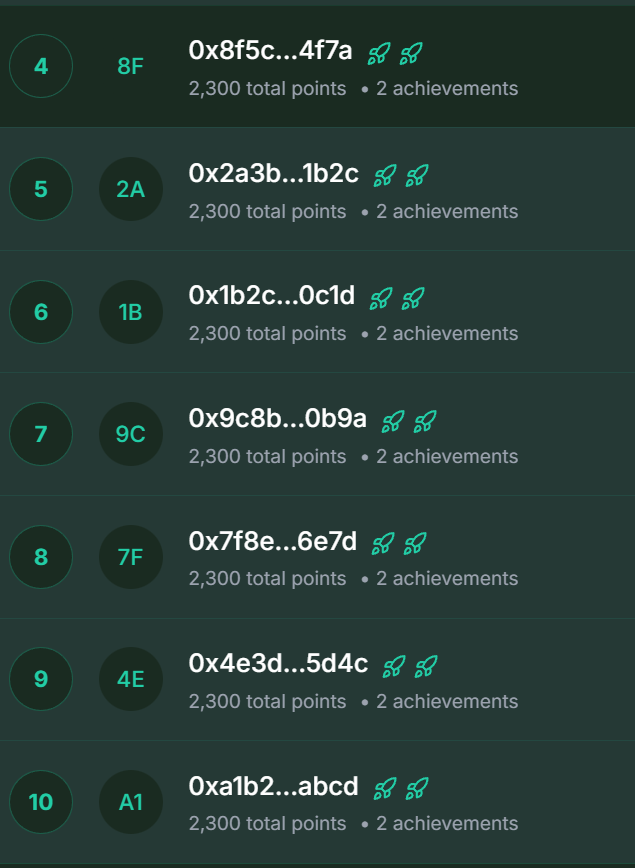 4 8F 0x8f5c...4f7a
2,300 total points • 2 achievements
5 2A 0x2a3b...1b2c
2,300 total points • 2 achievements
6 1B 0x1b2c...0c1d
2,300 total points • 2 achievements
7 9C 0x9c8b...0b9a
2,300 total points • 2 achievements
8 7F 0x7f8e...6e7d
2,300 total points • 2 achievements
9 4E 0x4e3d...5d4c
2,300 total points • 2 achievements
10 A1 0xa1b2...abcd
2,300 total points • 2 achievements